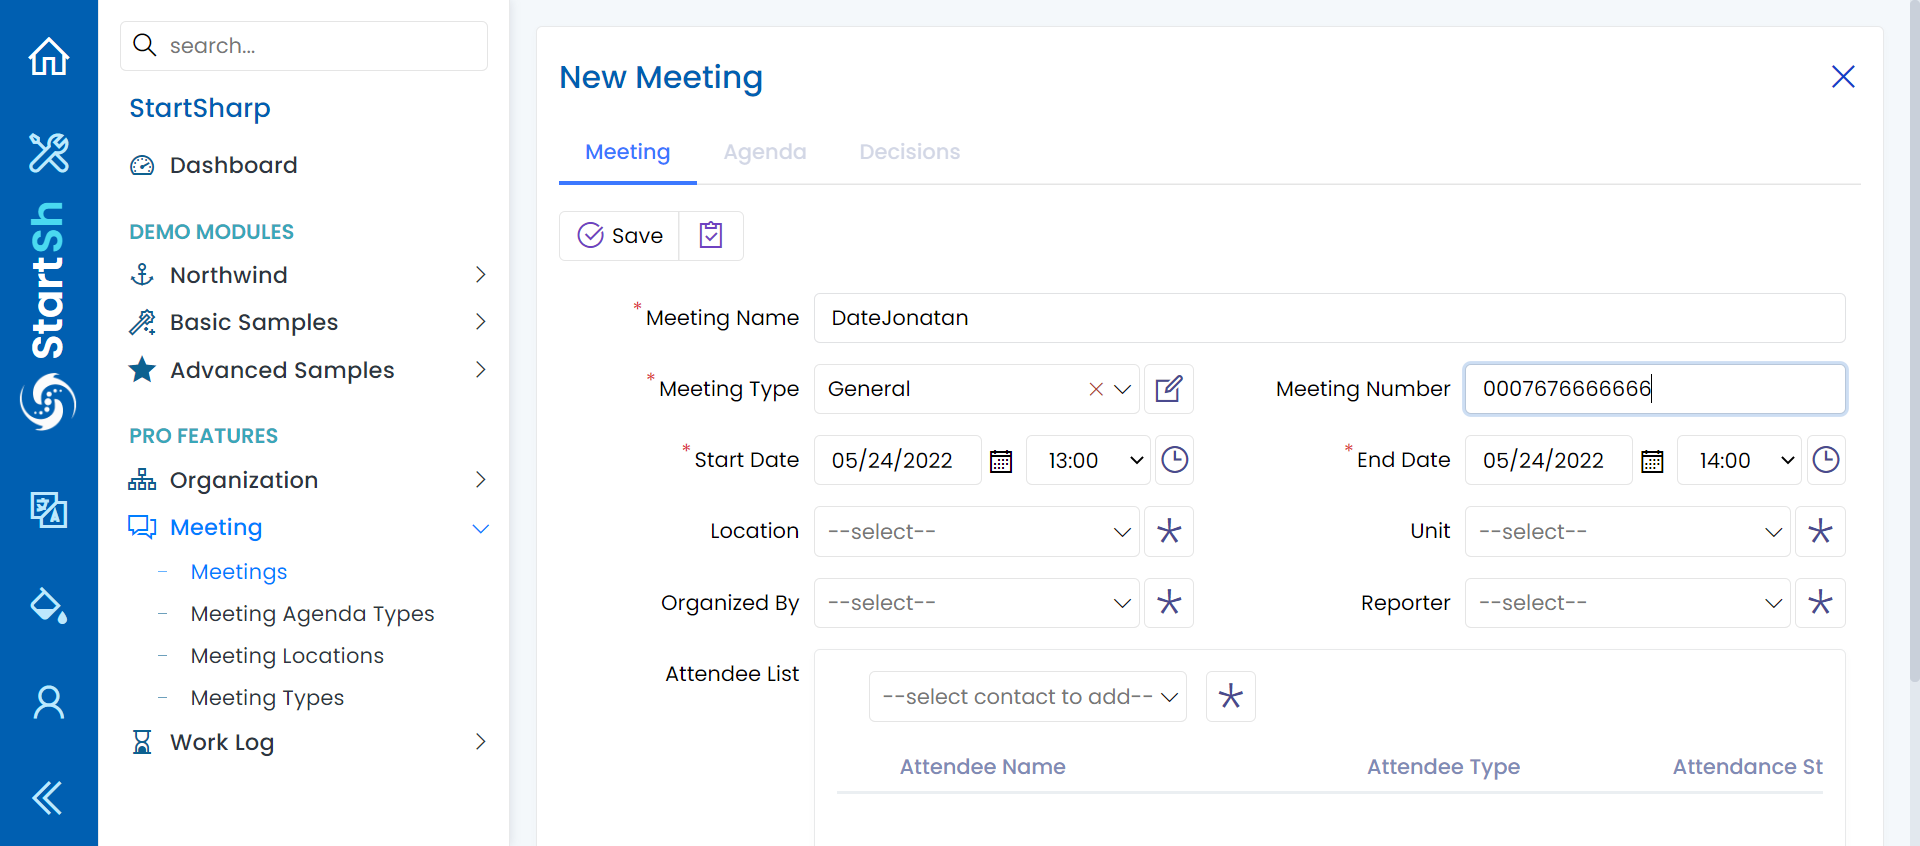 search...
StartSharp
Dashboard
DEMO MODULES
Northwind
Basic Samples
Advanced Samples
PRO FEATURES
Organization
Meeting
Meetings
Meeting Agenda Types
Meeting Locations
Meeting Types
Work Log
StartSh
New Meeting
Meeting Agenda Decisions
Save
* Meeting Name DateJonatan
* Meeting Type General Meeting Number 0007676666666
* Start Date 05/24/2022 13:00 * End Date 05/24/2022 14:00
Location --select-- Unit --select--
Organized By --select-- Reporter --select--
Attendee List
--select contact to add--
Attendee Name Attendee Type Attendance St